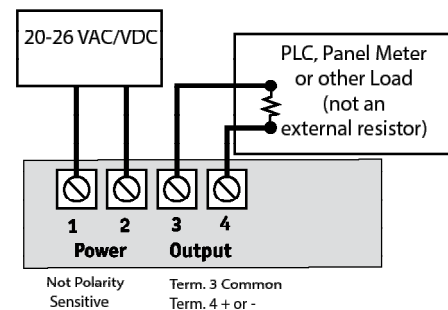 20-26 VAC/VDC
PLC, Panel Meter
or other Load
(not an
external resistor)
1 2 3 4
Power Output
Not Polarity
Sensitive
Term. 3 Common
Term. 4 + or -